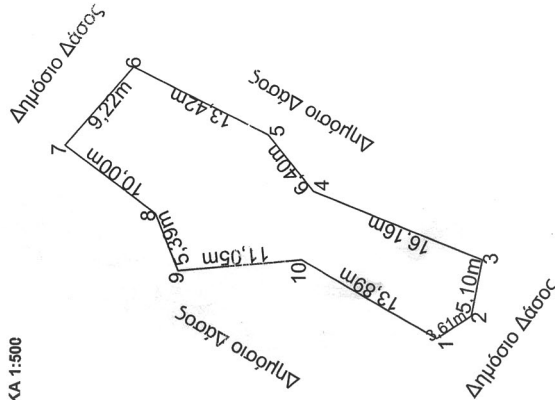 ΚΑ 1:500
Δημόσιο Δάσος
7
9,22m
6
10,00m
13,42m
8
Δημόσιο Δάσος
5
5,39m
9
6,40m
4
11,05m
10
Δημόσιο Δάσος
13,89m
16,16m
1
3,61m
2
5,10m
3
Δημόσιο Δάσος